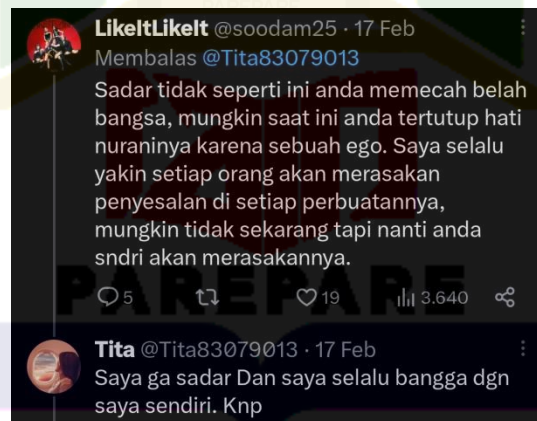 LikeItLikeIt @soodam25 · 17 Feb
Membalas @Tita83079013
Sadar tidak seperti ini anda memecah belah
bangsa, mungkin saat ini anda tertutup hati
nuraninya karena sebuah ego. Saya selalu
yakin setiap orang akan merasakan
penyesalan di setiap perbuatannya,
mungkin tidak sekarang tapi nanti anda
sndri akan merasakannya.
5 19 3.640
PAREPARE
Tita @Tita83079013 · 17 Feb
Saya ga sadar Dan saya selalu bangga dgn
saya sendiri. Knp